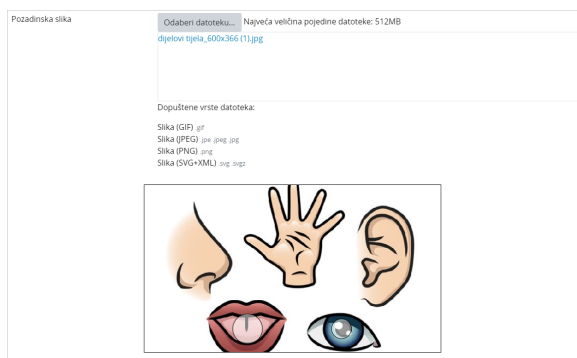 Pozadinska slika
Odaberi datoteku... Najveća veličina pojedine datoteke: 512MB
dijelovi tijela_600x366 (1).jpg
Dopuštene vrste datoteka:
Slika (GIF) .gif
Slika (JPEG) .jpe .jpeg .jpg
Slika (PNG) .png
Slika (SVG+XML) .svg .svgz